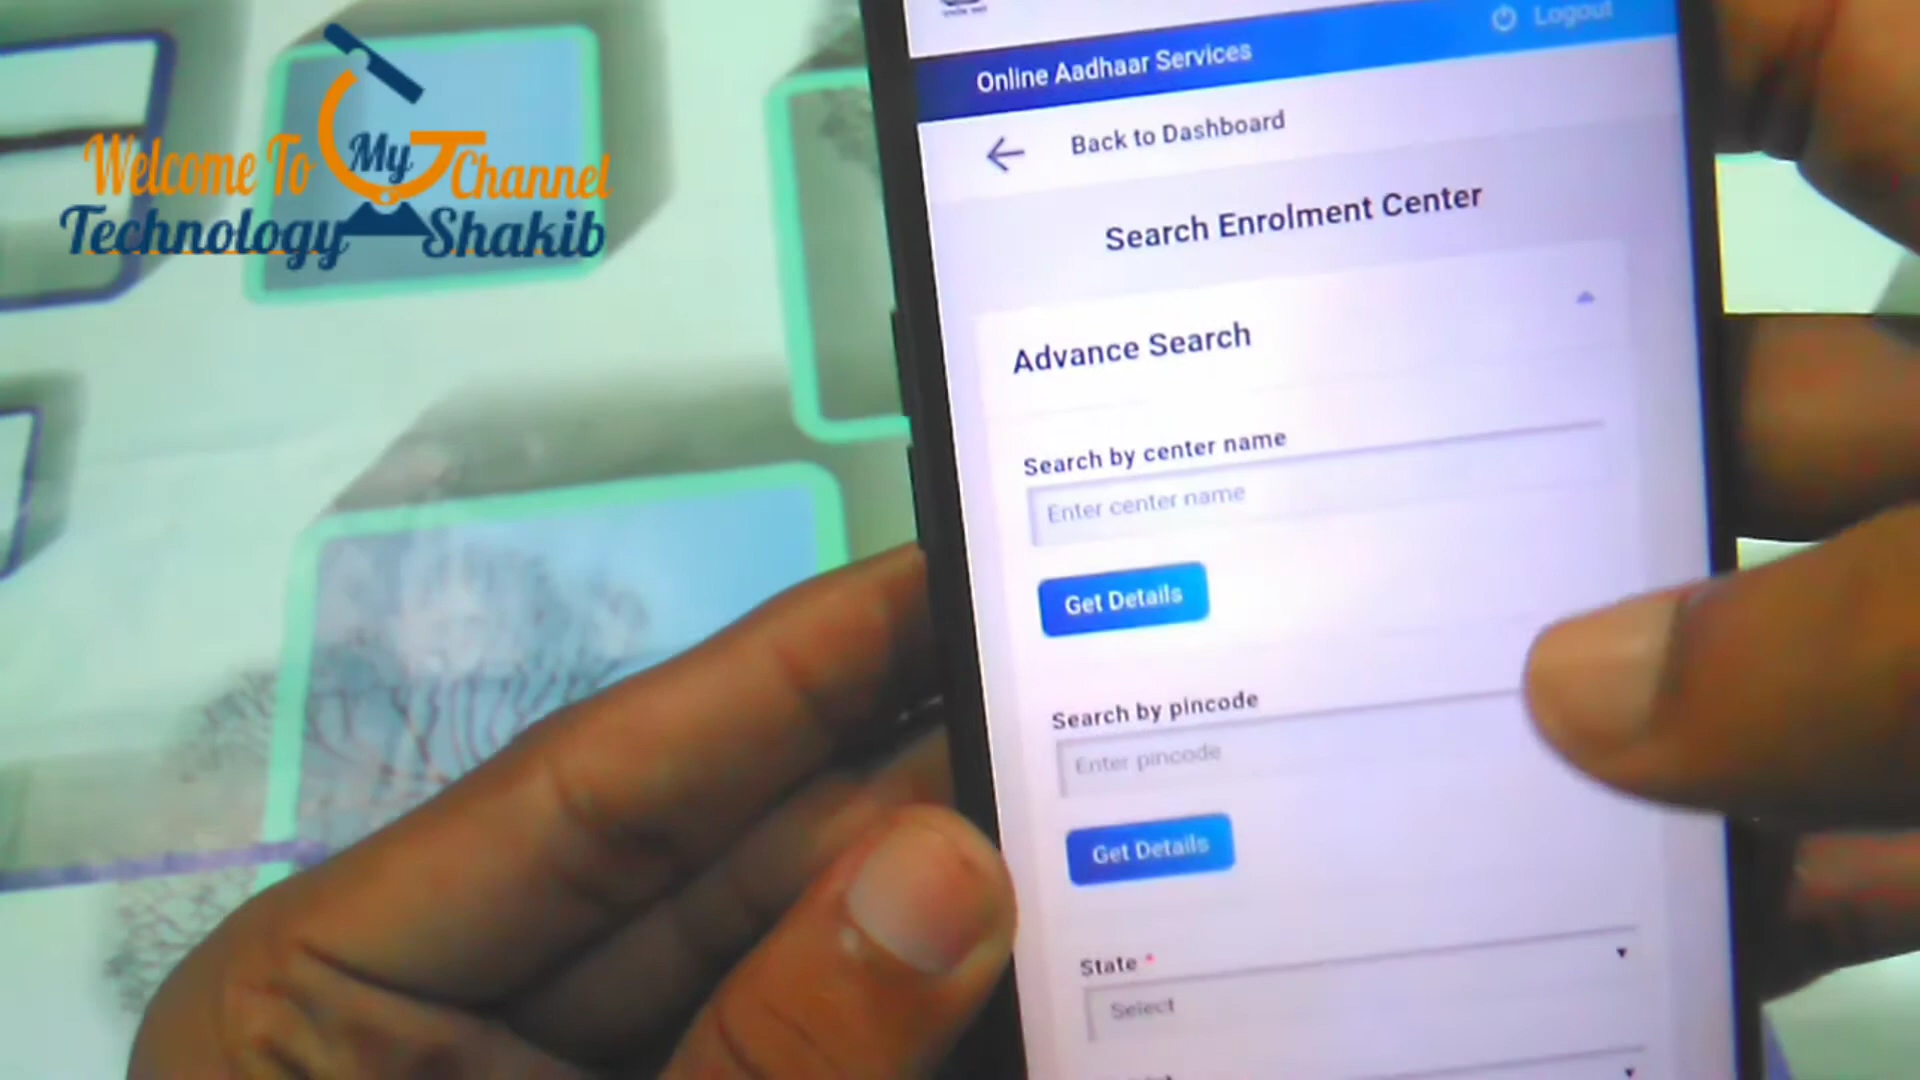 Welcome To My Channel
Technology Shakib
Logout
Online Aadhaar Services
Back to Dashboard
Search Enrolment Center
Advance Search
Search by center name
Enter center name
Get Details
Search by pincode
Enter pincode
Get Details
State *
Select